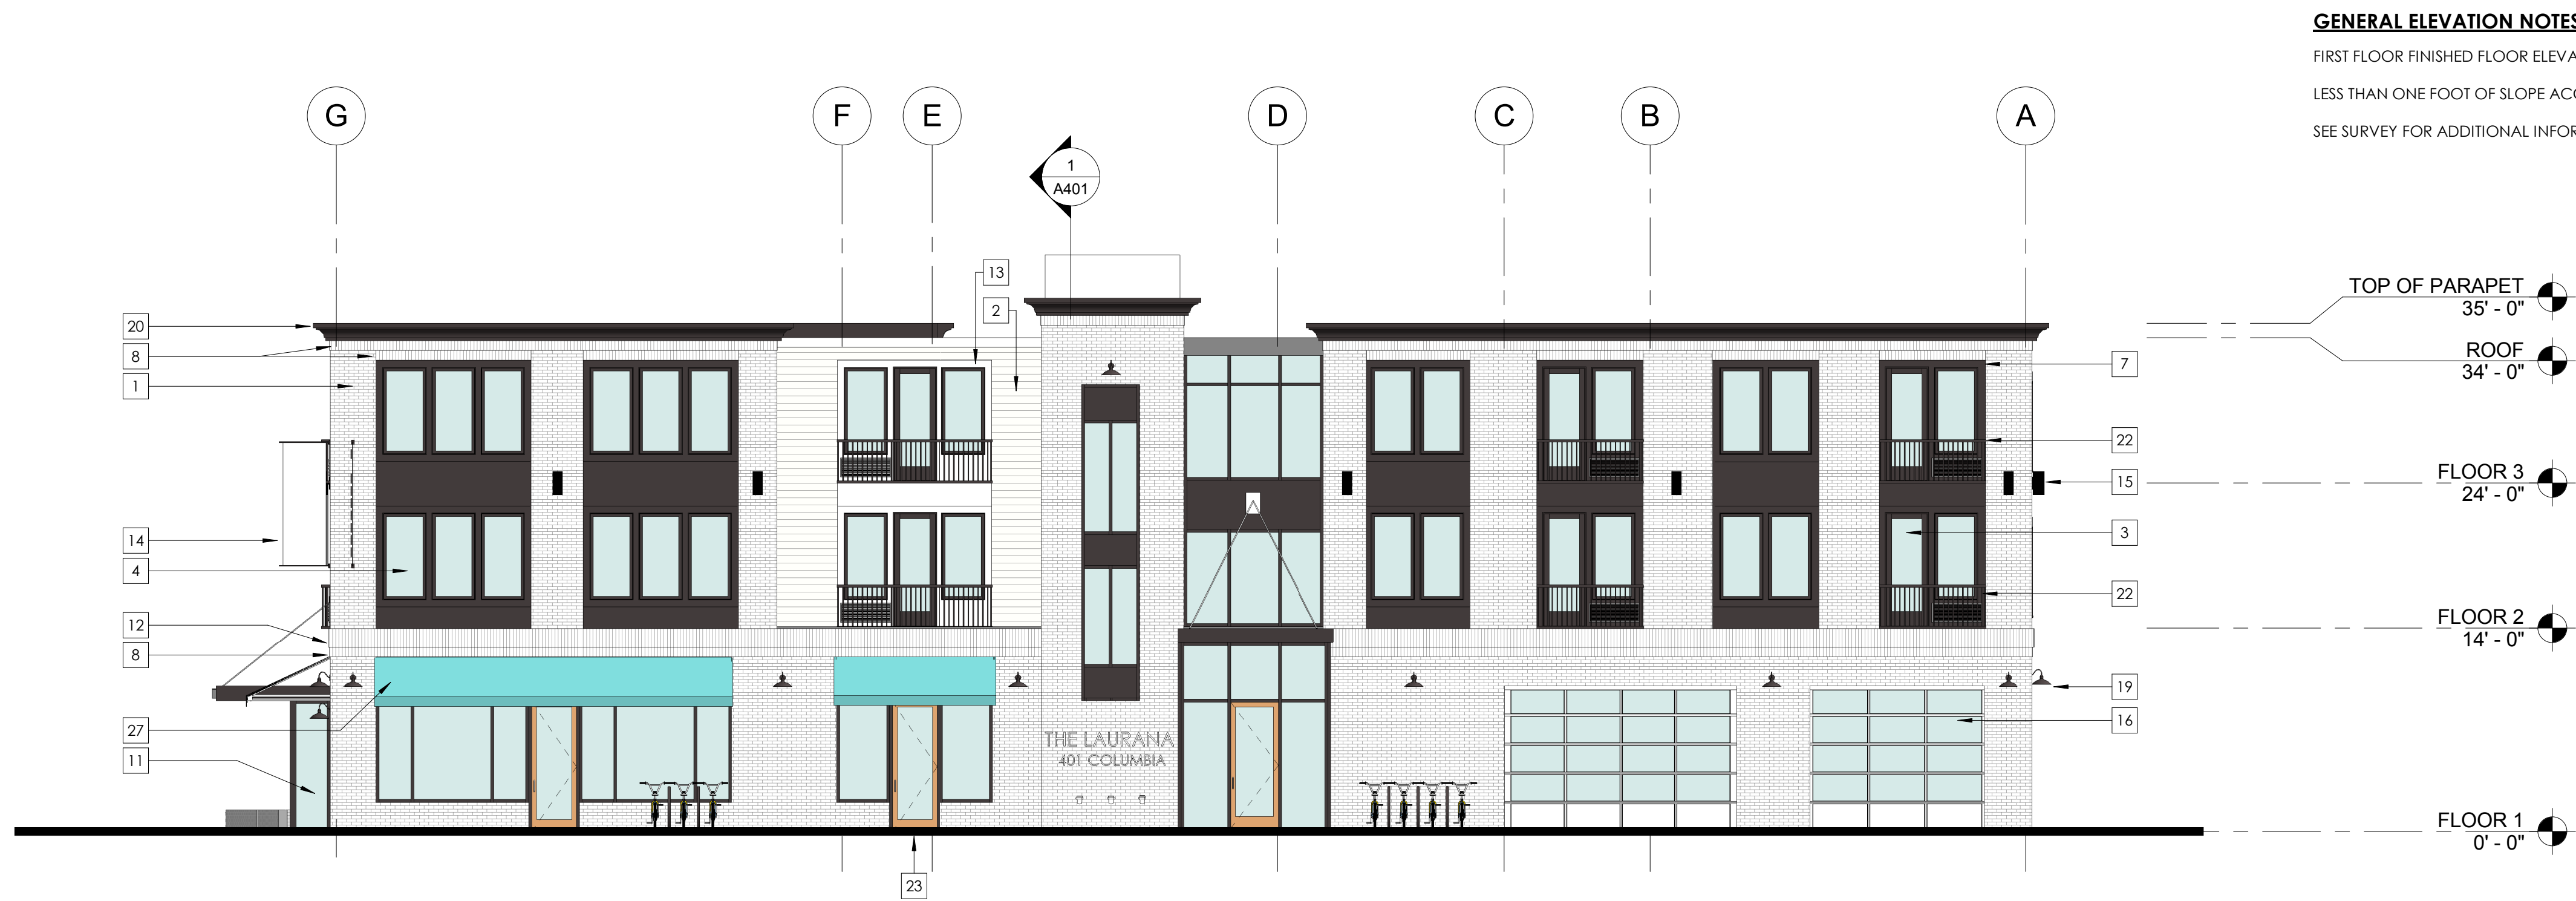 GENERAL ELEVATION NOTES
FIRST FLOOR FINISHED FLOOR
LESS THAN ONE FOOT OF SLOPE
SEE SURVEY FOR ADDITIONAL
G
F
E
D
C
B
A
1
A401
13
2
20
8
1
14
4
12
8
27
11
7
22
15
3
22
19
16
23
TOP OF PARAPET
35' - 0"
ROOF
34' - 0"
FLOOR 3
24' - 0"
FLOOR 2
14' - 0"
FLOOR 1
0' - 0"
THE LAURANA
401 COLUMBIA